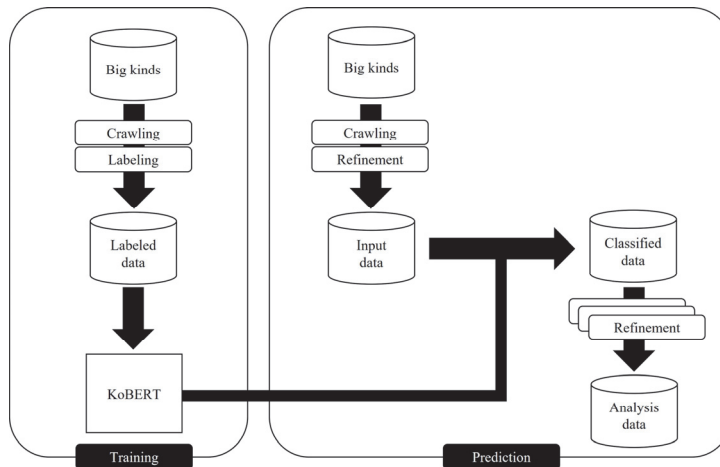 Big kinds
Crawling
Labeling
Labeled
data
KoBERT
Training
Big kinds
Crawling
Refinement
Input
data
Classified
data
Refinement
Analysis
data
Prediction